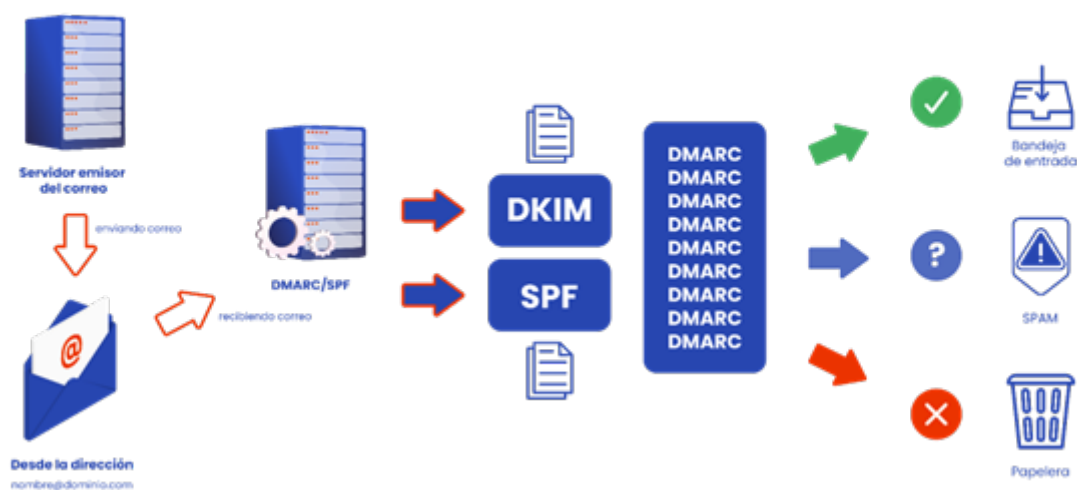 Servidor emisor
del correo
enviando correo
@
Desde la dirección
nombre@dominio.com
recibiendo correo
DMARC/SPF
DKIM
SPF
DMARC
DMARC
DMARC
DMARC
DMARC
DMARC
DMARC
DMARC
DMARC
?
Bandeja
de entrada
!
SPAM
Papelera